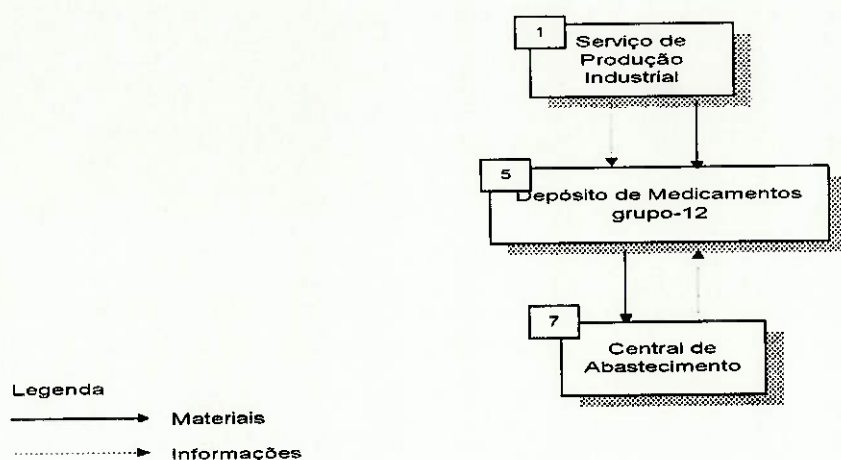 1
Serviço de
Produção
Industrial
5
Depósito de Medicamentos
grupo-12
7
Central de
Abastecimento
Legenda
Materiais
Informações